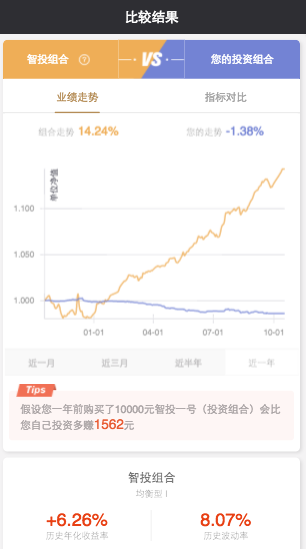 比较结果
智投组合 ?
VS
您的投资组合
业绩走势
指标对比
组合走势 14.24%
您的走势 -1.38%
单位净值
1.100
1.050
1.000
01-01
04-01
07-01
10-01
近一月
近三月
近半年
近一年
Tips
假设您一年前购买了10000元智投一号（投资组合）会比
您自己投资多赚1562元
智投组合
均衡型 I
+6.26%
历史年化收益率
8.07%
历史波动率